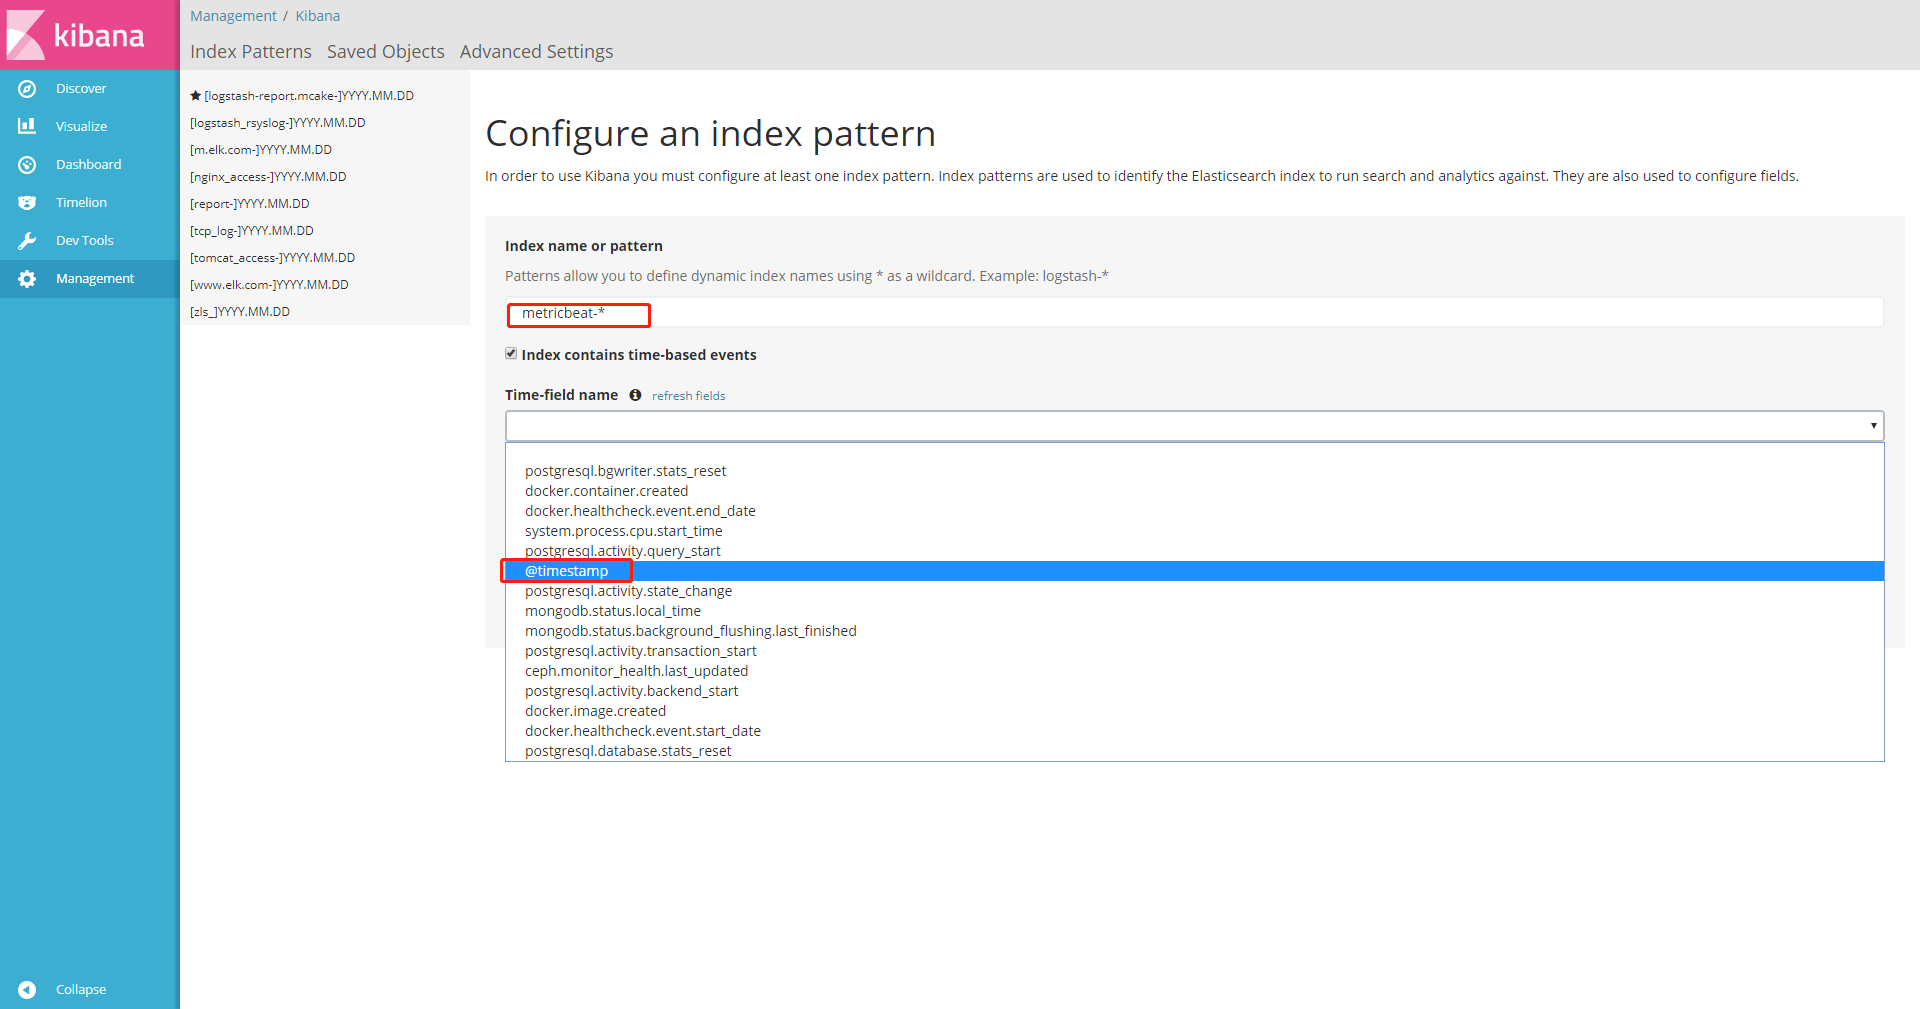 kibana
Discover
Visualize
Dashboard
Timelion
Dev Tools
Management
Collapse
Management / Kibana
Index Patterns Saved Objects Advanced Settings
[logstash-report.mcake-]YYYY.MM.DD
[logstash_rsyslog-]YYYY.MM.DD
[m.elk.com-]YYYY.MM.DD
[nginx_access-]YYYY.MM.DD
[report-]YYYY.MM.DD
[tcp_log-]YYYY.MM.DD
[tomcat_access-]YYYY.MM.DD
[www.elk.com-]YYYY.MM.DD
[zls_]YYYY.MM.DD
Configure an index pattern
In order to use Kibana you must configure at least one index pattern. Index patterns are used to identify the Elasticsearch index to run search and analytics against. They are also used to configure fields.
Index name or pattern
Patterns allow you to define dynamic index names using * as a wildcard. Example: logstash-*
metricbeat-*
Index contains time-based events
Time-field name refresh fields
postgresql.bgwriter.stats_reset
docker.container.created
docker.healthcheck.event.end_date
system.process.cpu.start_time
postgresql.activity.query_start
@timestamp
postgresql.activity.state_change
mongodb.status.local_time
mongodb.status.background_flushing.last_finished
postgresql.activity.transaction_start
ceph.monitor_health.last_updated
postgresql.activity.backend_start
docker.image.created
docker.healthcheck.event.start_date
postgresql.database.stats_reset